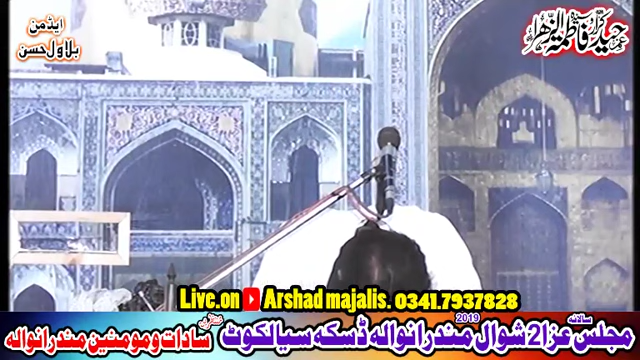 ایڈمن
بلاول حسن
Live.on Arshad majalis. 0341.7937828
سالانہ
2019
مجلس عزا 21 شوال مندرانوالہ ڈسکہ سیالکوٹ
سادات و مومنین مندرانوالہ